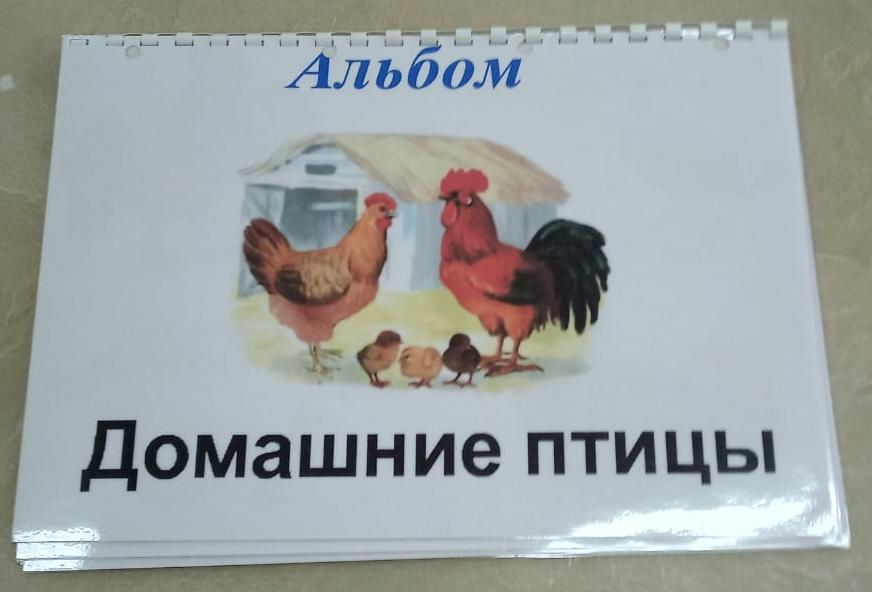 Альбом
Домашние птицы